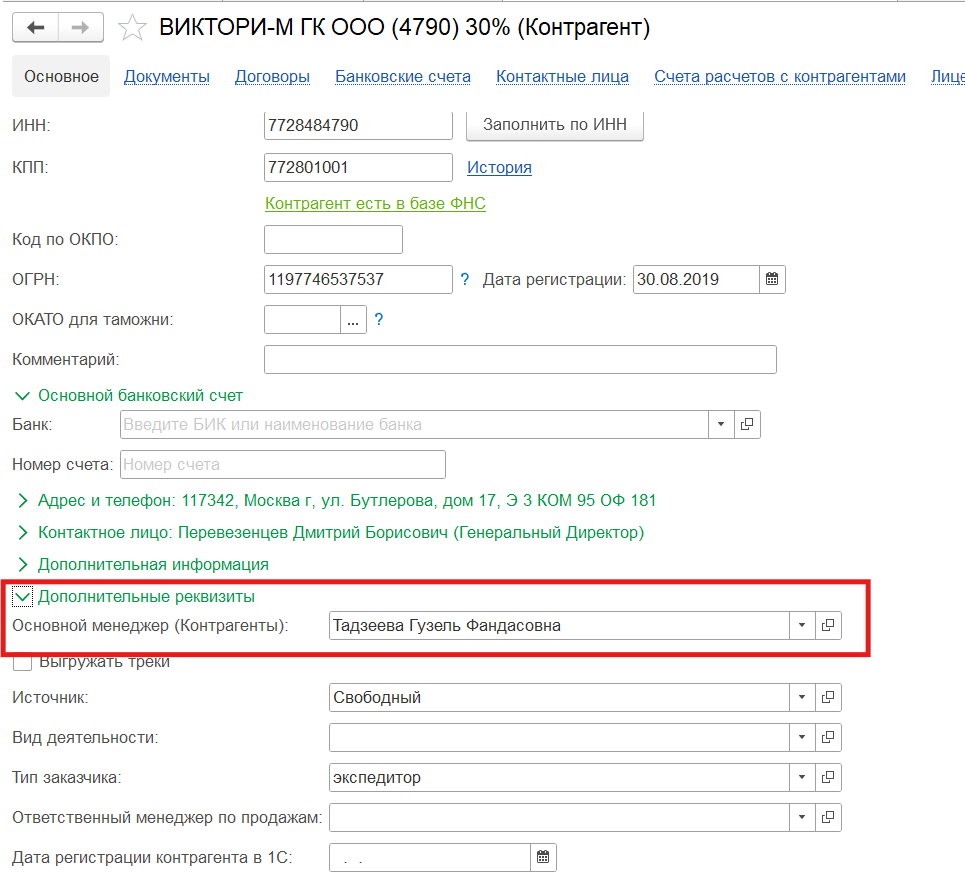 ВИКТОРИ-М ГК ООО (4790) 30% (Контрагент)
Основное Документы Договоры Банковские счета Контактные лица Счета расчетов с контрагентами Лице
ИНН: 7728484790 Заполнить по ИНН
КПП: 772801001 История
Контрагент есть в базе ФНС
Код по ОКПО:
ОГРН: 1197746537537 ? Дата регистрации: 30.08.2019
ОКАТО для таможни: ... ?
Комментарий:
Основной банковский счет
Банк: Введите БИК или наименование банка
Номер счета: Номер счета
Адрес и телефон: 117342, Москва г, ул. Бутлерова, дом 17, Э 3 КОМ 95 ОФ 181
Контактное лицо: Перевезенцев Дмитрий Борисович (Генеральный Директор)
Дополнительная информация
Дополнительные реквизиты
Основной менеджер (Контрагенты): Тадзеева Гузель Фандасовна
Выгружать треки
Источник: Свободный
Вид деятельности:
Тип заказчика: экспедитор
Ответственный менеджер по продажам:
Дата регистрации контрагента в 1С: . .